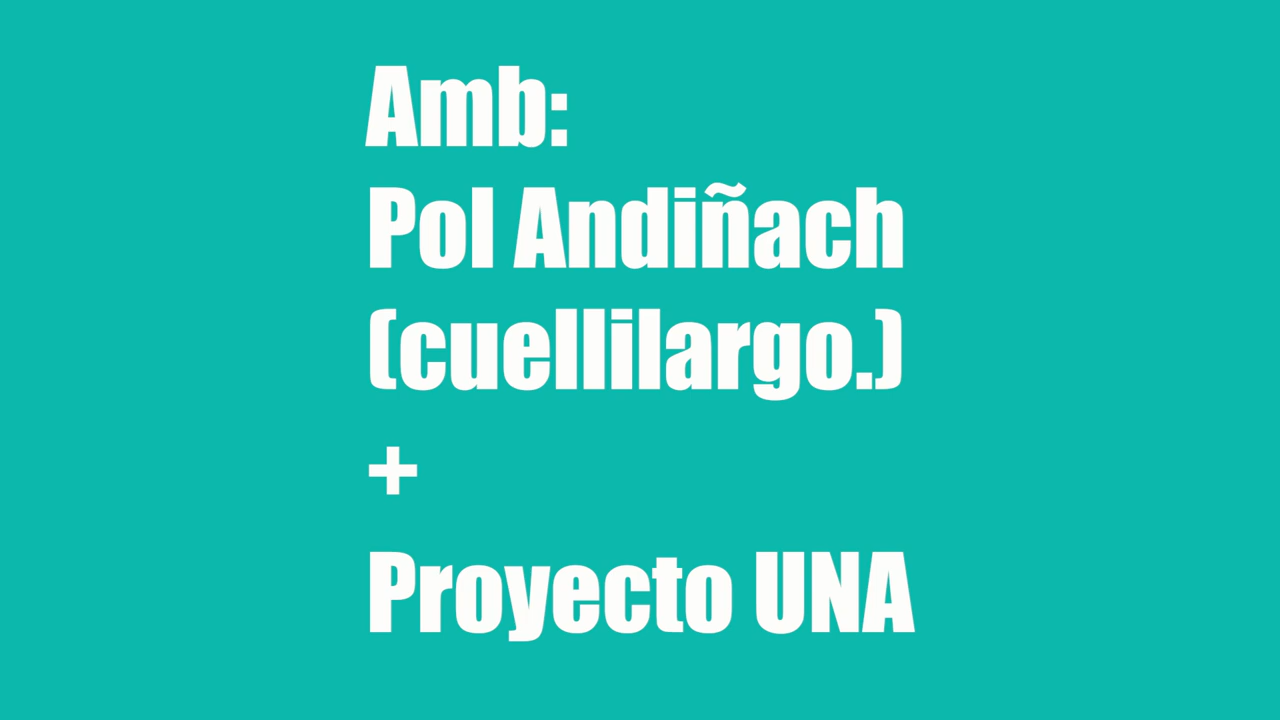 Amb:
Pol Andiñach
(cuellilargo.)
+
Proyecto UNA